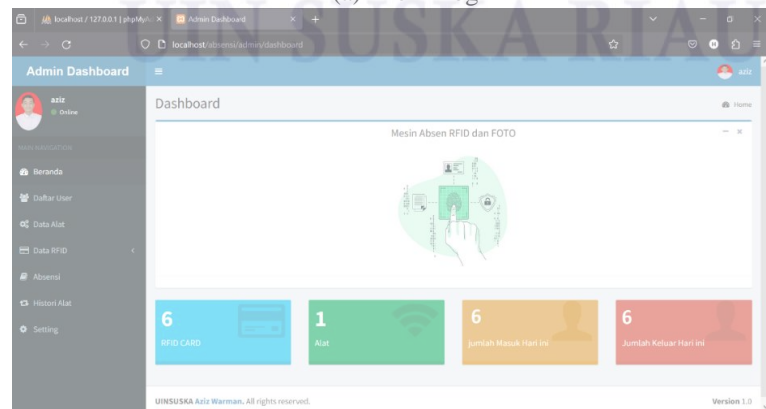 UIN SUSKA RIAU
localhost / 127.0.0.1 | phpMyA
Admin Dashboard
localhost/absensi/admin/dashboard
Admin Dashboard
aziz
aziz
Online
Dashboard
Home
MAIN NAVIGATION
Mesin Absen RFID dan FOTO
Beranda
Daftar User
Data Alat
Data RFID
Absensi
Histori Alat
Setting
6
RFID CARD
1
Alat
6
Jumlah Masuk Hari ini
6
Jumlah Keluar Hari ini
UINSUSKA Aziz Warman. All rights reserved.
Version 1.0